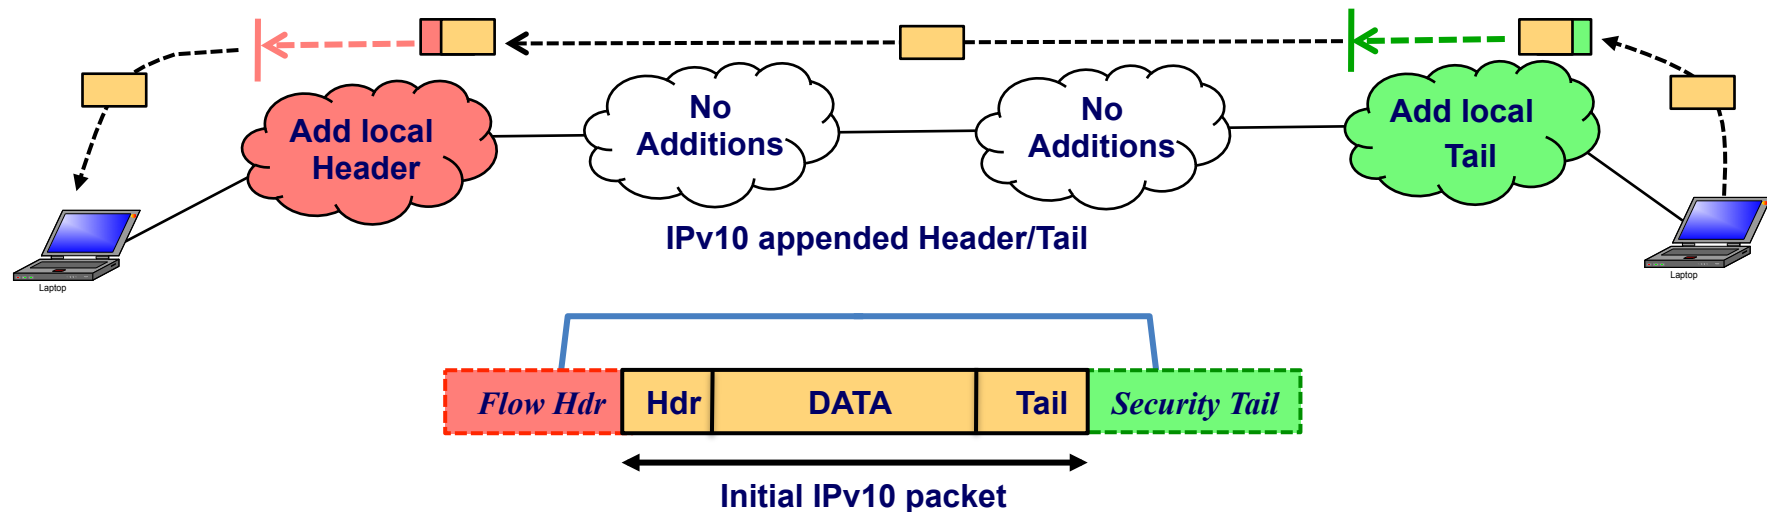 Add local
Header
No
Additions
No
Additions
Add local
Tail
IPv10 appended Header/Tail
Laptop
Laptop
Flow Hdr Hdr DATA Tail Security Tail
Initial IPv10 packet